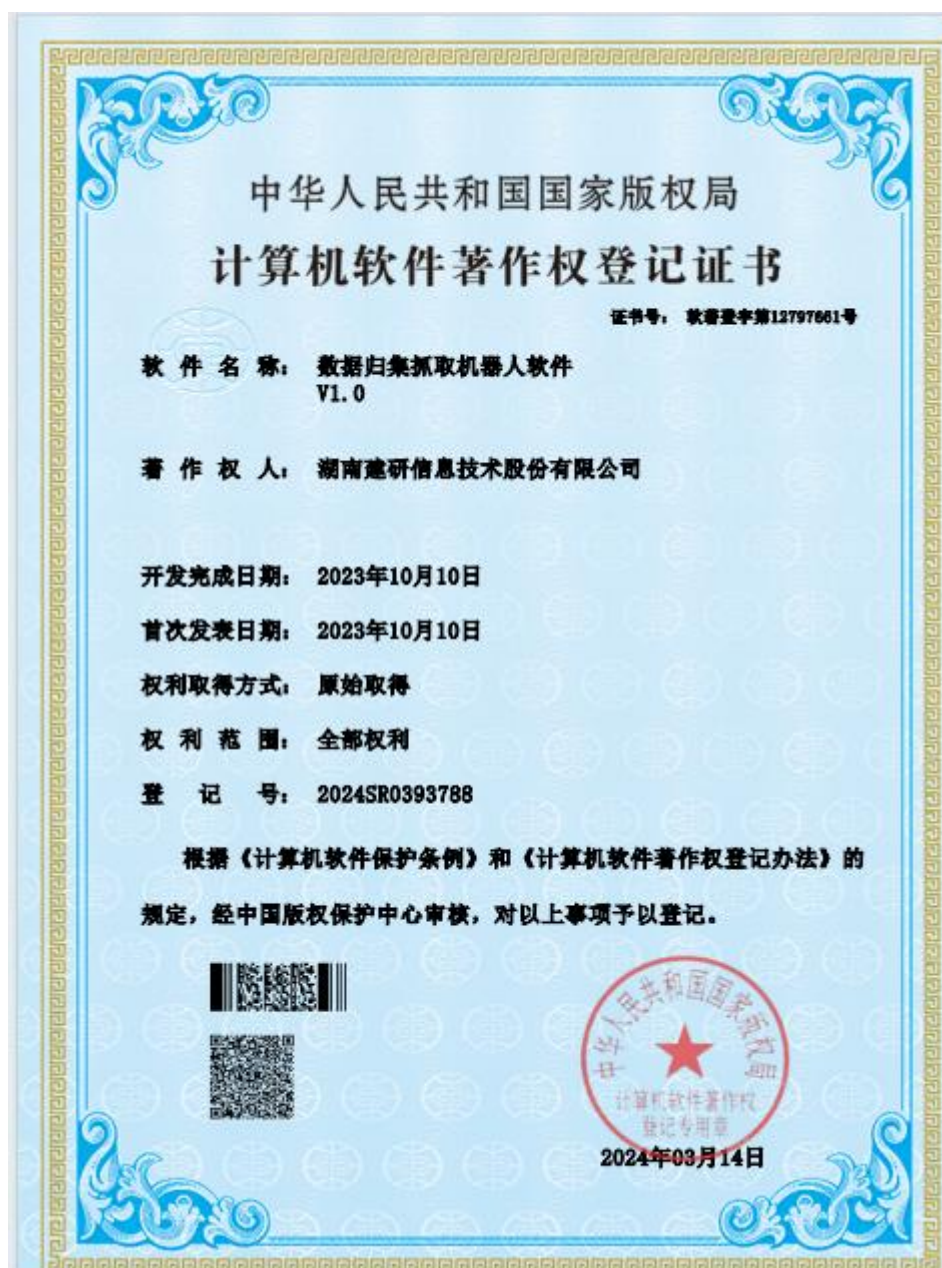 中华人民共和国国家版权局
计算机软件著作权登记证书
证书号： 软著登字第12797661号
软件名称： 数据归集抓取机器人软件
V1.0
著作权人： 湖南建研信息技术股份有限公司
开发完成日期： 2023年10月10日
首次发表日期： 2023年10月10日
权利取得方式： 原始取得
权利范围： 全部权利
登记号： 2024SR0393788
根据《计算机软件保护条例》和《计算机软件著作权登记办法》的
规定，经中国版权保护中心审核，对以上事项予以登记。
中华人民共和国国家版权局
计算机软件著作权
登记专用章
2024年03月14日